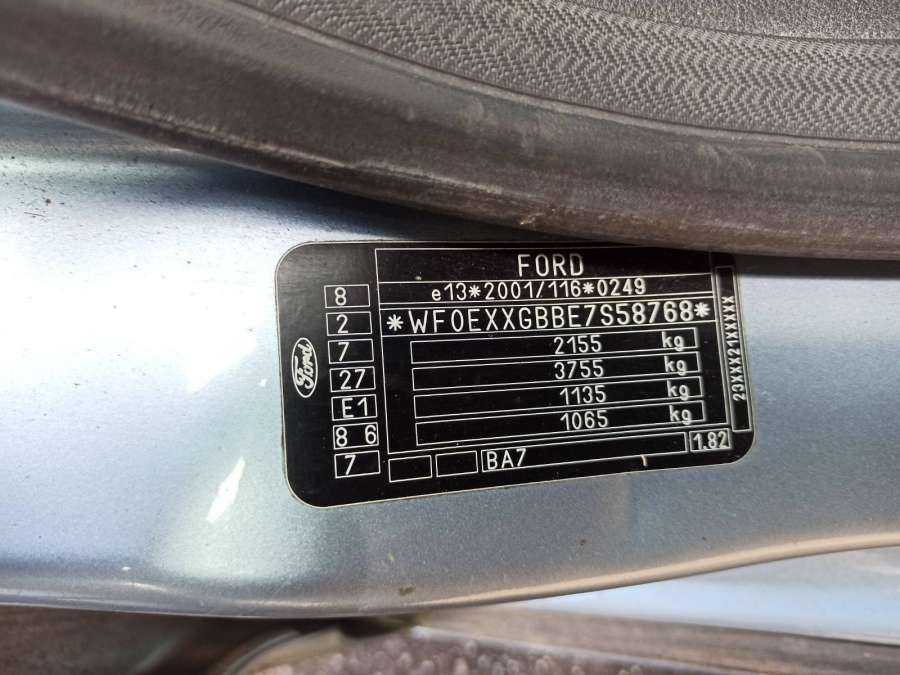 FORD
e13*2001/116*0249
*WF0EXXGBBE7S58768*
2155 kg
3755 kg
1135 kg
1065 kg
BA7 1.82
8
2
7
27
E1
8 6
7
Ford
23XXX21XXXXX